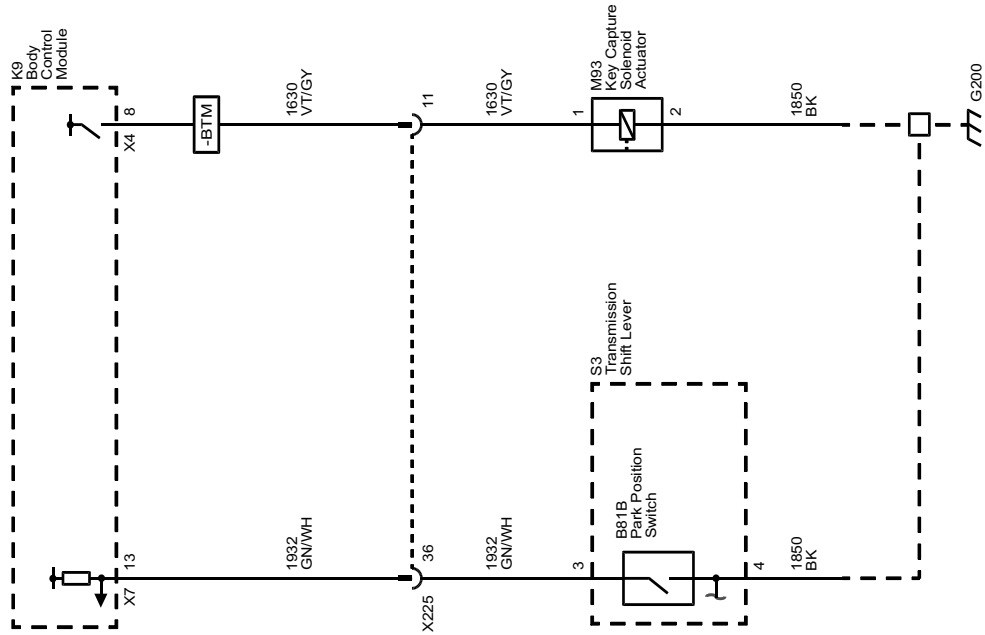 K9
Body
Control
Module
X7
13
X4
8
-BTM
1932
GN/WH
1630
VT/GY
X225
36
11
1932
GN/WH
1630
VT/GY
S3
Transmission
Shift Lever
3
B81B
Park Position
Switch
4
M93
Key Capture
Solenoid
Actuator
1
2
1850
BK
1850
BK
G200